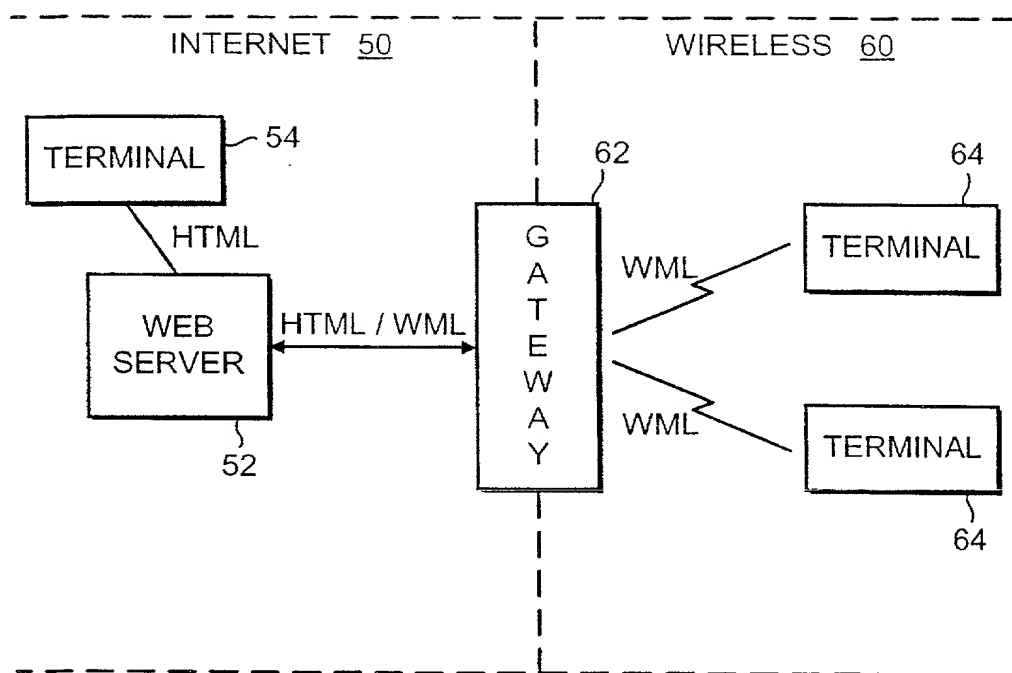 INTERNET 50
WIRELESS 60
TERMINAL
54
HTML
WEB
SERVER
52
HTML / WML
62
GATEWAY
WML
WML
64
TERMINAL
TERMINAL
64